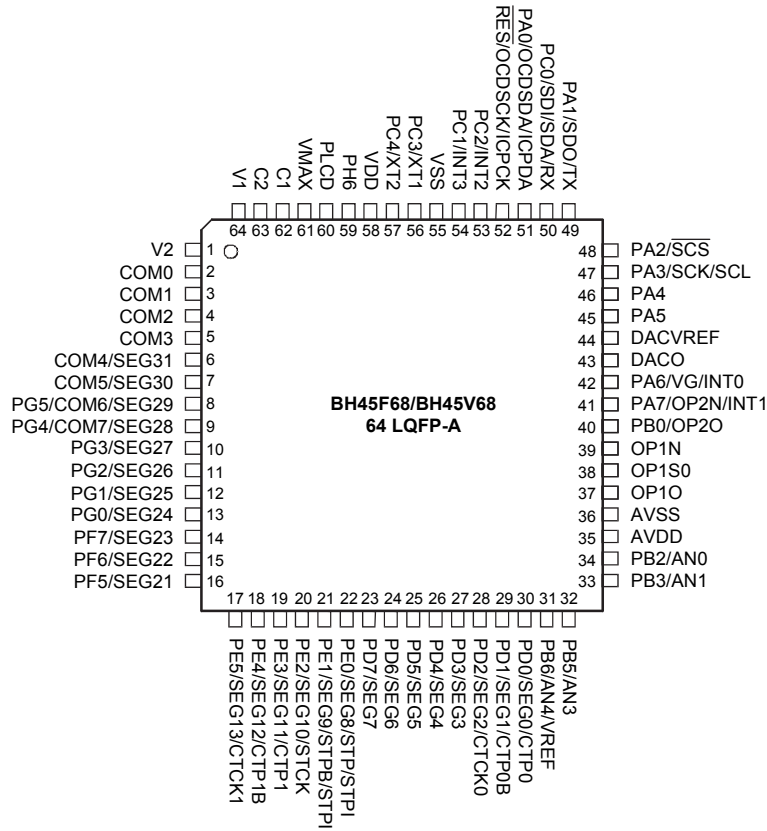 V1
C2
C1
VMAX
PLCD
PH6
VDD
PC4/XT2
PC3/XT1
VSS
PC1/INT3
PC2/INT2
RES/OCDSCK/ICPCK
PA0/OCDSDA/ICPDA
PC0/SDI/SDA/RX
PA1/SDO/TX
64 63 62 61 60 59 58 57 56 55 54 53 52 51 50 49
V2 1
COM0 2
COM1 3
COM2 4
COM3 5
COM4/SEG31 6
COM5/SEG30 7
PG5/COM6/SEG29 8
PG4/COM7/SEG28 9
PG3/SEG27 10
PG2/SEG26 11
PG1/SEG25 12
PG0/SEG24 13
PF7/SEG23 14
PF6/SEG22 15
PF5/SEG21 16
BH45F68/BH45V68
64 LQFP-A
48 PA2/SCS
47 PA3/SCK/SCL
46 PA4
45 PA5
44 DACVREF
43 DACO
42 PA6/VG/INT0
41 PA7/OP2N/INT1
40 PB0/OP2O
39 OP1N
38 OP1S0
37 OP1O
36 AVSS
35 AVDD
34 PB2/AN0
33 PB3/AN1
17 18 19 20 21 22 23 24 25 26 27 28 29 30 31 32
PE5/SEG13/CTCK1
PE4/SEG12/CTP1B
PE3/SEG11/CTP1
PE2/SEG10/STCK
PE1/SEG9/STPB/STPI
PE0/SEG8/STP/STPI
PD7/SEG7
PD6/SEG6
PD5/SEG5
PD4/SEG4
PD3/SEG3
PD2/SEG2/CTCK0
PD1/SEG1/CTP0B
PD0/SEG0/CTP0
PB6/AN4/VREF
PB5/AN3